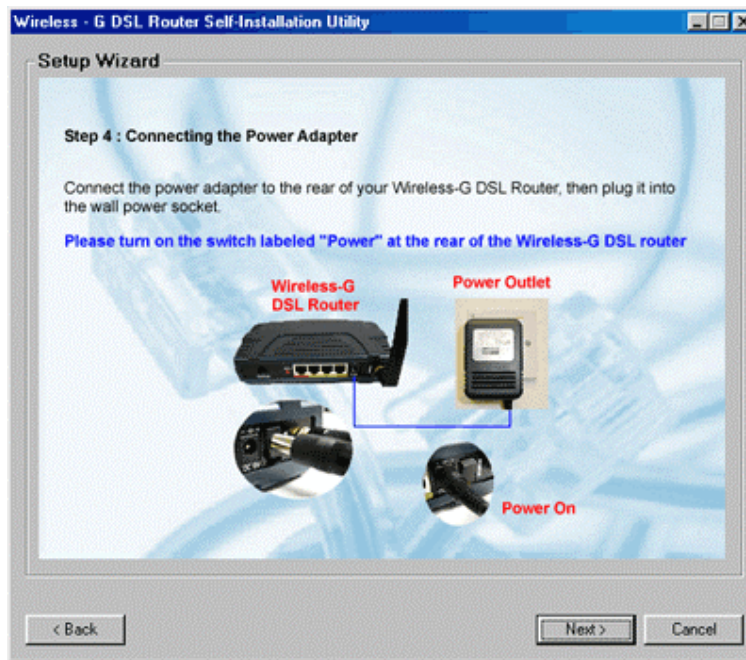 Wireless - G DSL Router Self-Installation Utility
Setup Wizard
Step 4 : Connecting the Power Adapter
Connect the power adapter to the rear of your Wireless-G DSL Router, then plug it into
the wall power socket.
Please turn on the switch labeled "Power" at the rear of the Wireless-G DSL router
Wireless-G
DSL Router
Power Outlet
Power On
< Back
Next >
Cancel